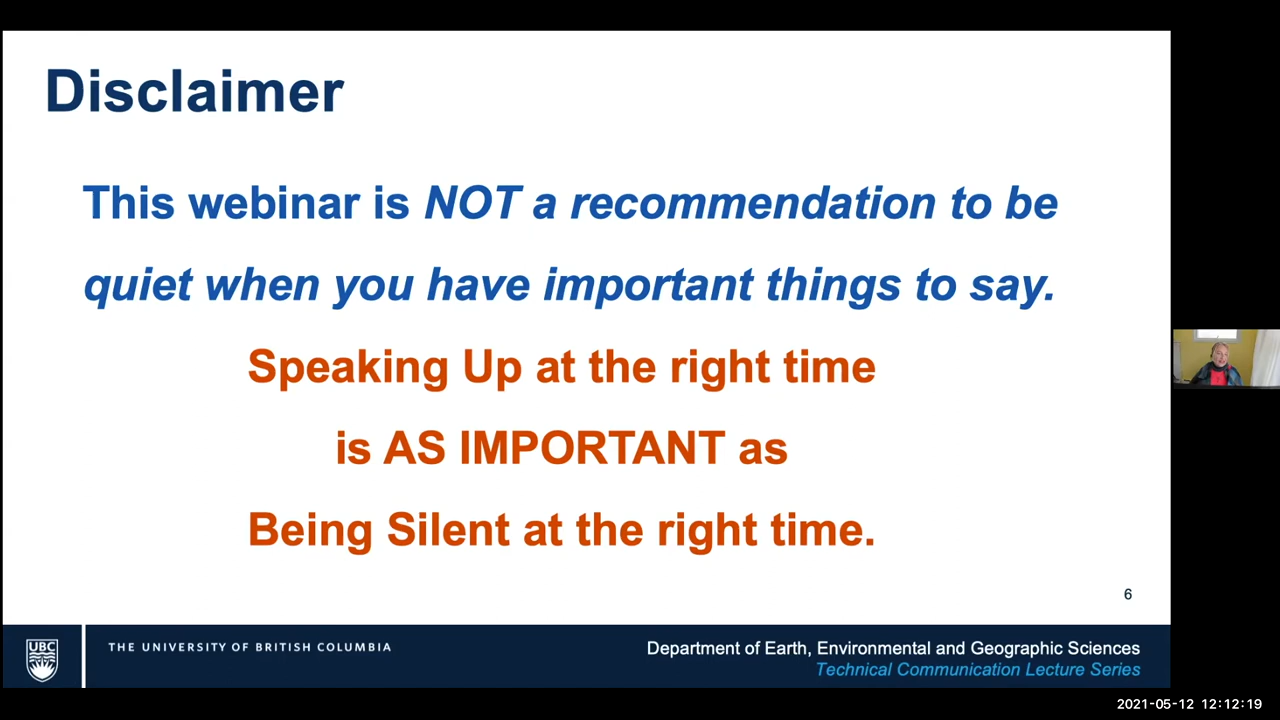 Disclaimer
This webinar is NOT a recommendation to be
quiet when you have important things to say.
Speaking Up at the right time
is AS IMPORTANT as
Being Silent at the right time.
6
UBC
THE UNIVERSITY OF BRITISH COLUMBIA
Department of Earth, Environmental and Geographic Sciences
Technical Communication Lecture Series
2021-05-12 12:12:19